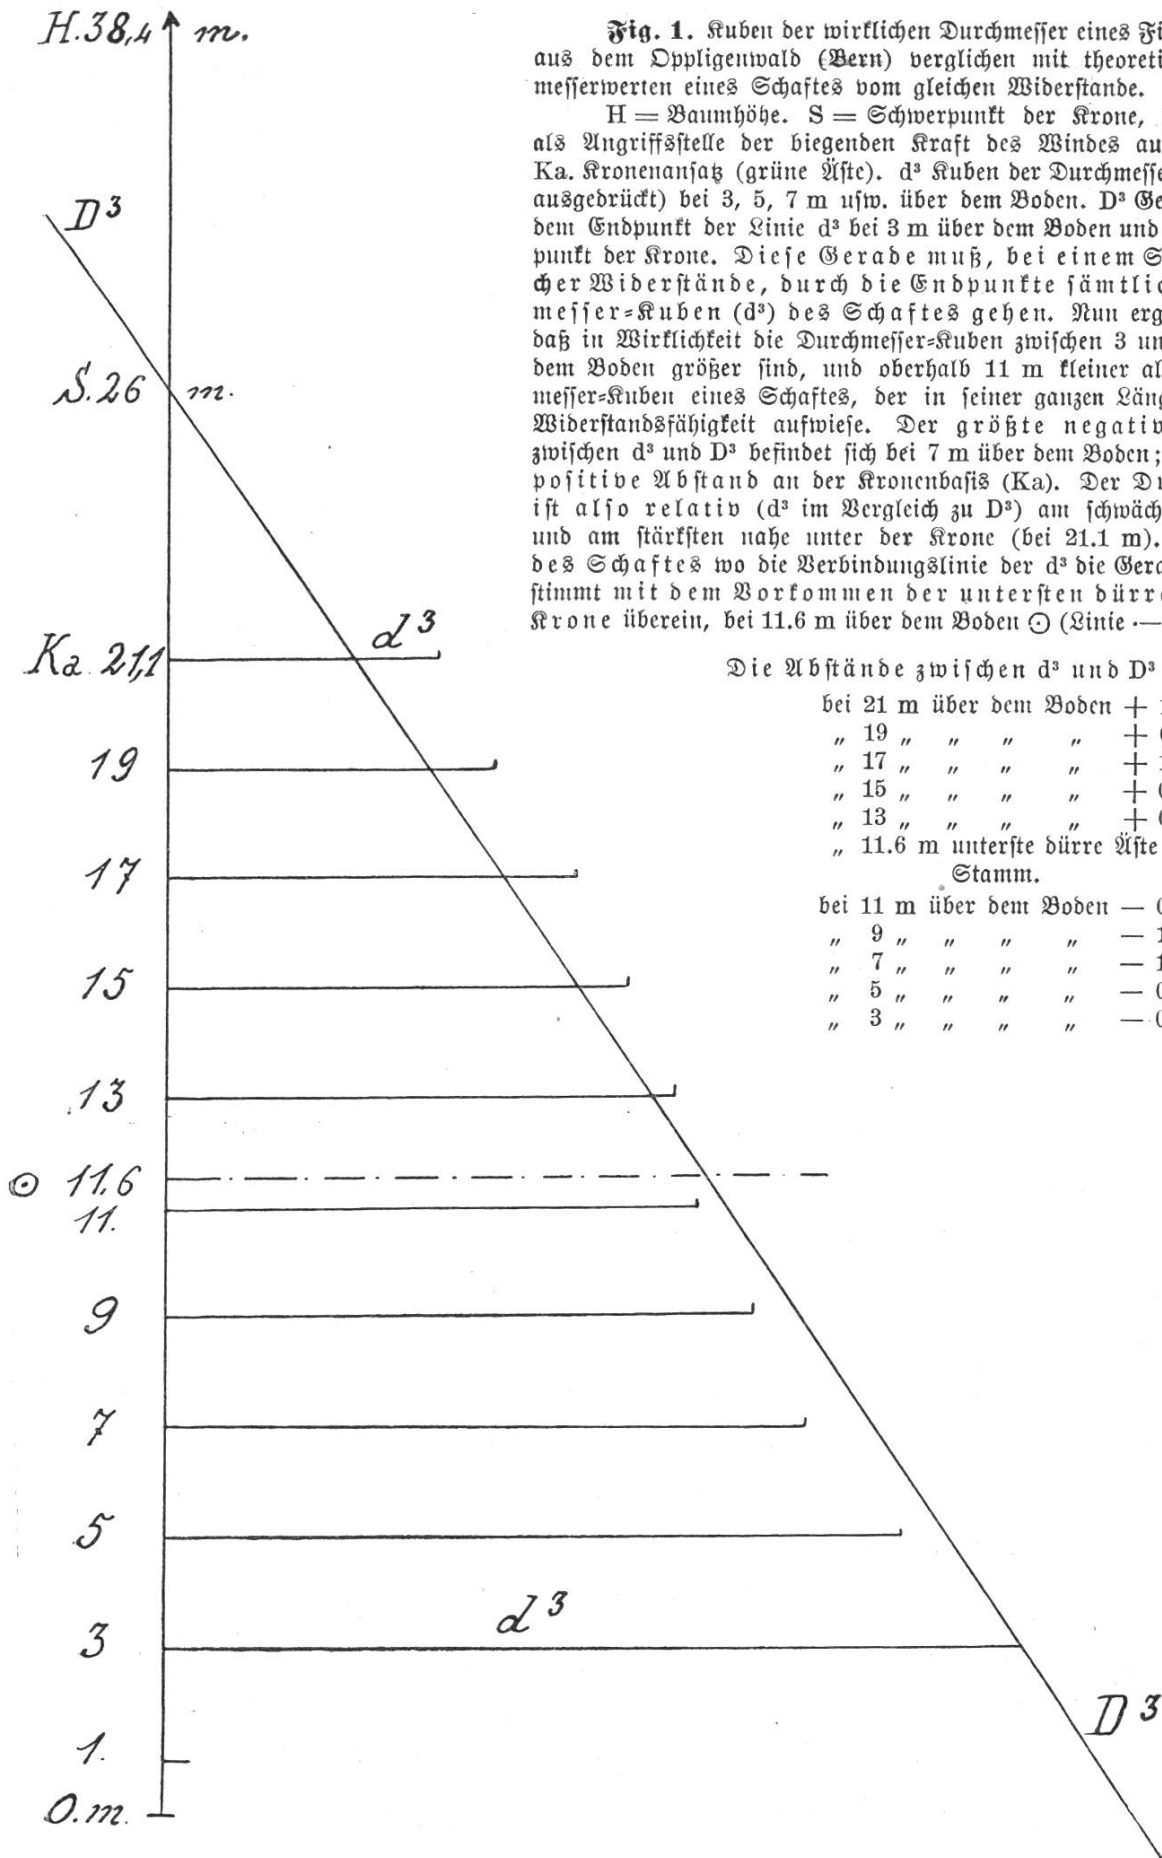 H. 38,4 m.
Fig. 1. Kuben der wirklichen Durchmesser eines Fi
aus dem Oppligenwald (Bern) verglichen mit theoreti
messerwerten eines Schaftes vom gleichen Widerstande.
H = Baumhöhe. S = Schwerpunkt der Krone,
als Angriffsstelle der biegenden Kraft des Windes au
Ka. Kronenansatz (grüne Äste). d³ Kuben der Durchmesse
ausgedrückt) bei 3, 5, 7 m usw. über dem Boden. D³ Ge
dem Endpunkt der Linie d³ bei 3 m über dem Boden und
punkt der Krone. Diese Gerade muß, bei einem S
cher Widerstände, durch die Endpunkte sämtlic
messer-Kuben (d³) des Schaftes gehen. Nun erg
daß in Wirklichkeit die Durchmesser-Kuben zwischen 3 un
dem Boden größer sind, und oberhalb 11 m kleiner al
messer-Kuben eines Schaftes, der in seiner ganzen Läng
Widerstandsfähigkeit aufwiese. Der größte negativ
zwischen d³ und D³ befindet sich bei 7 m über dem Boden;
positive Abstand an der Kronenbasis (Ka). Der Du
ist also relativ (d³ im Vergleich zu D³) am schwäch
und am stärksten nahe unter der Krone (bei 21.1 m).
des Schaftes wo die Verbindungslinie der d³ die Gera
stimmt mit dem Vorkommen der untersten dürre
Krone überein, bei 11.6 m über dem Boden ⊙ (Linie ·—
Die Abstände zwischen d³ und D³
bei 21 m über dem Boden +
„ 19 „ „ „ „ +
„ 17 „ „ „ „ +
„ 15 „ „ „ „ +
„ 13 „ „ „ „ +
„ 11.6 m unterste dürre Äste
Stamm.
bei 11 m über dem Boden —
„ 9 „ „ „ „ — 1
„ 7 „ „ „ „ — 1
„ 5 „ „ „ „ —
„ 3 „ „ „ „ —
D³
S. 26 m.
d³
Ka. 21,1
19
17
15
13
⊙ 11.6
11.
9
7
5
d³
3
D³
1.
0.m.